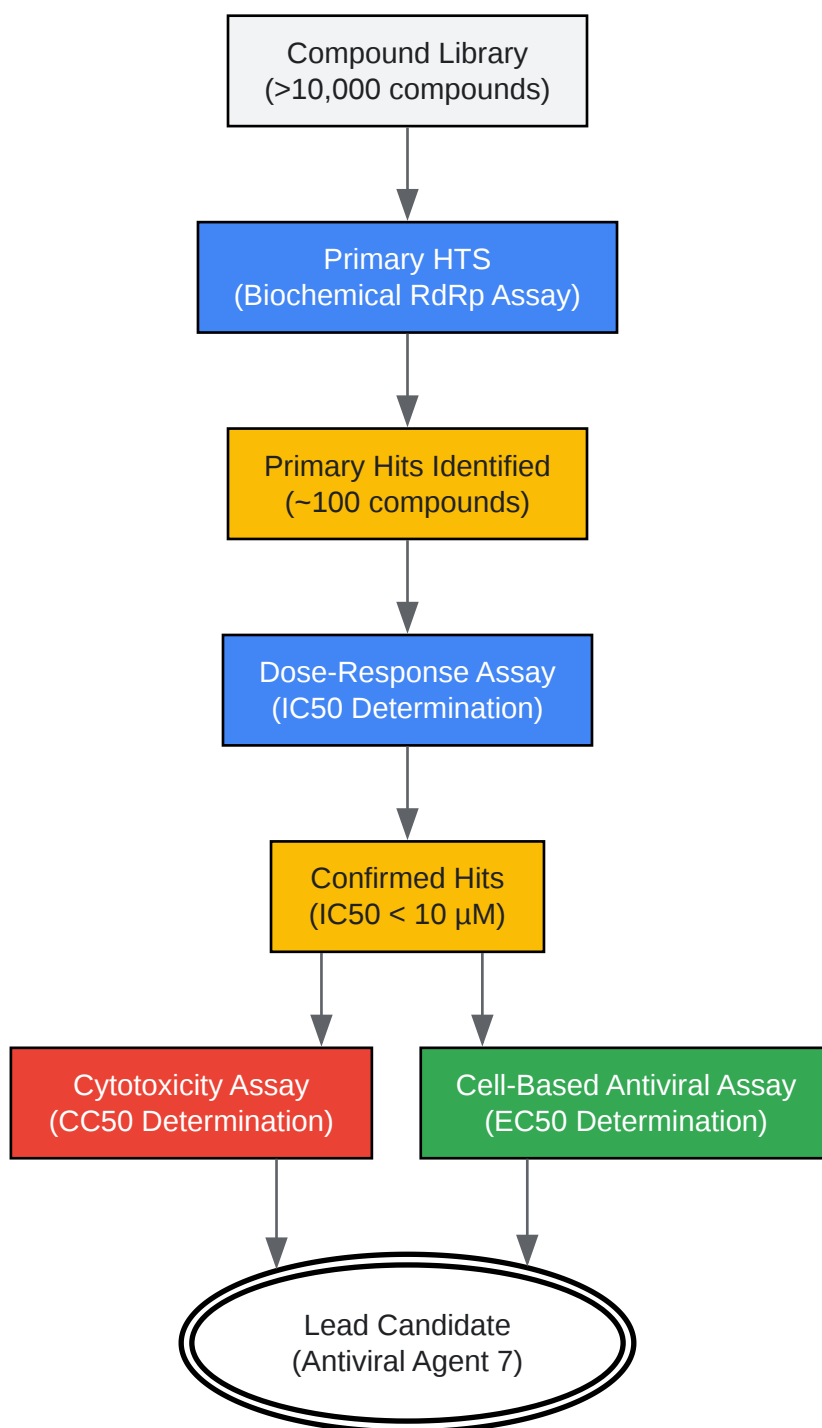 Compound Library
(>10,000 compounds)
Primary HTS
(Biochemical RdRp Assay)
Primary Hits Identified
(~100 compounds)
Dose-Response Assay
(IC50 Determination)
Confirmed Hits
(IC50 < 10 µM)
Cytotoxicity Assay
(CC50 Determination)
Cell-Based Antiviral Assay
(EC50 Determination)
Lead Candidate
(Antiviral Agent 7)